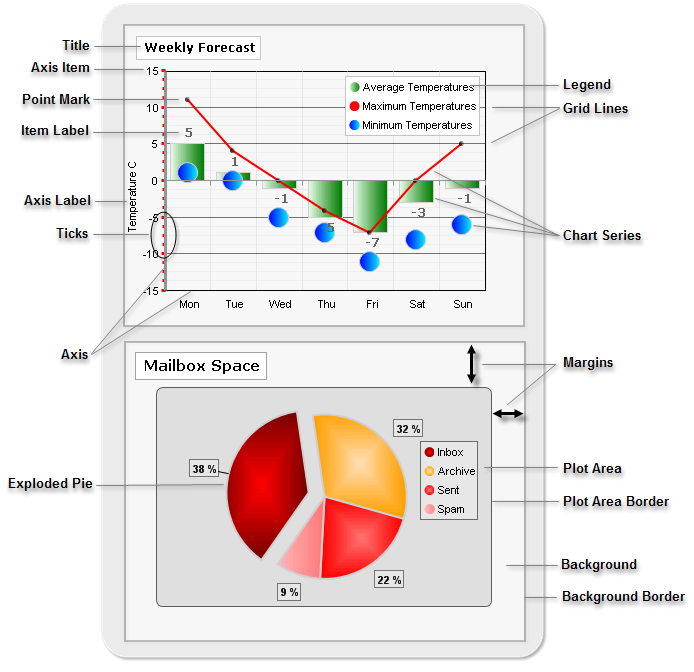 Title
Weekly Forecast
Axis Item
15
Average Temperatures
Legend
Point Mark
10
Maximum Temperatures
Grid Lines
Item Label
5
Minimum Temperatures
5
1
0
Axis Label
Temperature C
-1
-3
-1
Ticks
-5
5
-7
Chart Series
-10
-15
Mon Tue Wed Thu Fri Sat Sun
Axis
Mailbox Space
Margins
32 %
38 %
Inbox
Archive
Sent
Spam
Plot Area
Exploded Pie
Plot Area Border
22 %
9 %
Background
Background Border